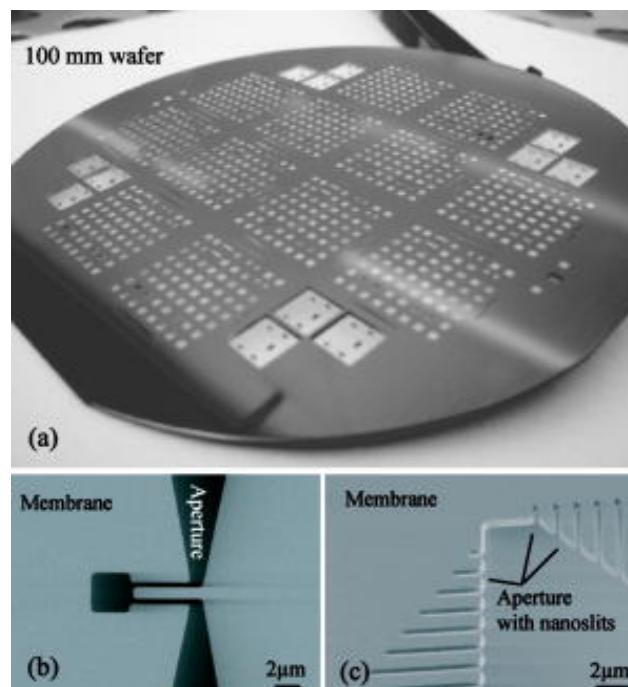 100 mm wafer
(a)
Membrane
Aperture
(b)
2μm
Membrane
Aperture
with nanoslits
(c)
2μm